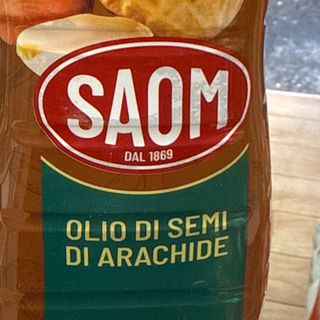 SAOM
DAL 1869
OLIO DI SEMI
DI ARACHIDE